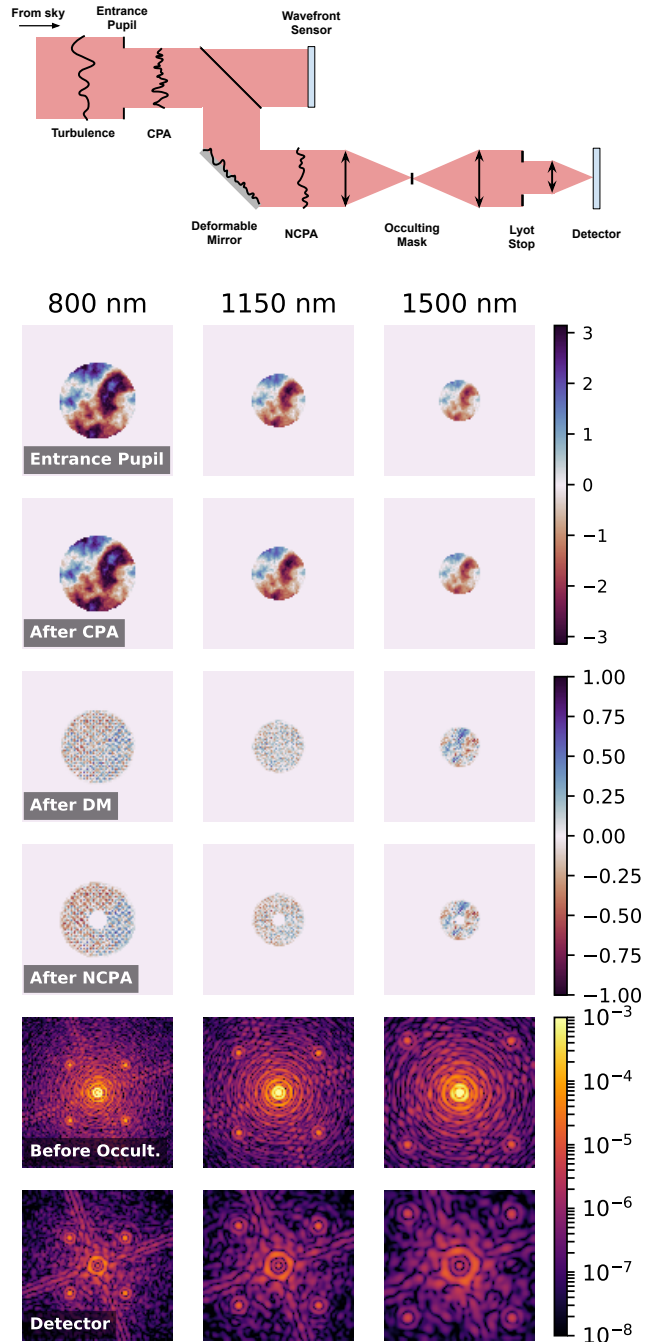 From sky
Entrance
Pupil
Wavefront
Sensor
Turbulence
CPA
Deformable
Mirror
NCPA
Occulting
Mask
Lyot
Stop
Detector
800 nm
1150 nm
1500 nm
Entrance Pupil
3
2
1
0
−1
−2
−3
After CPA
After DM
1.00
0.75
0.50
0.25
0.00
−0.25
−0.50
−0.75
−1.00
After NCPA
Before Occult.
10⁻³
10⁻⁴
10⁻⁵
10⁻⁶
10⁻⁷
10⁻⁸
Detector